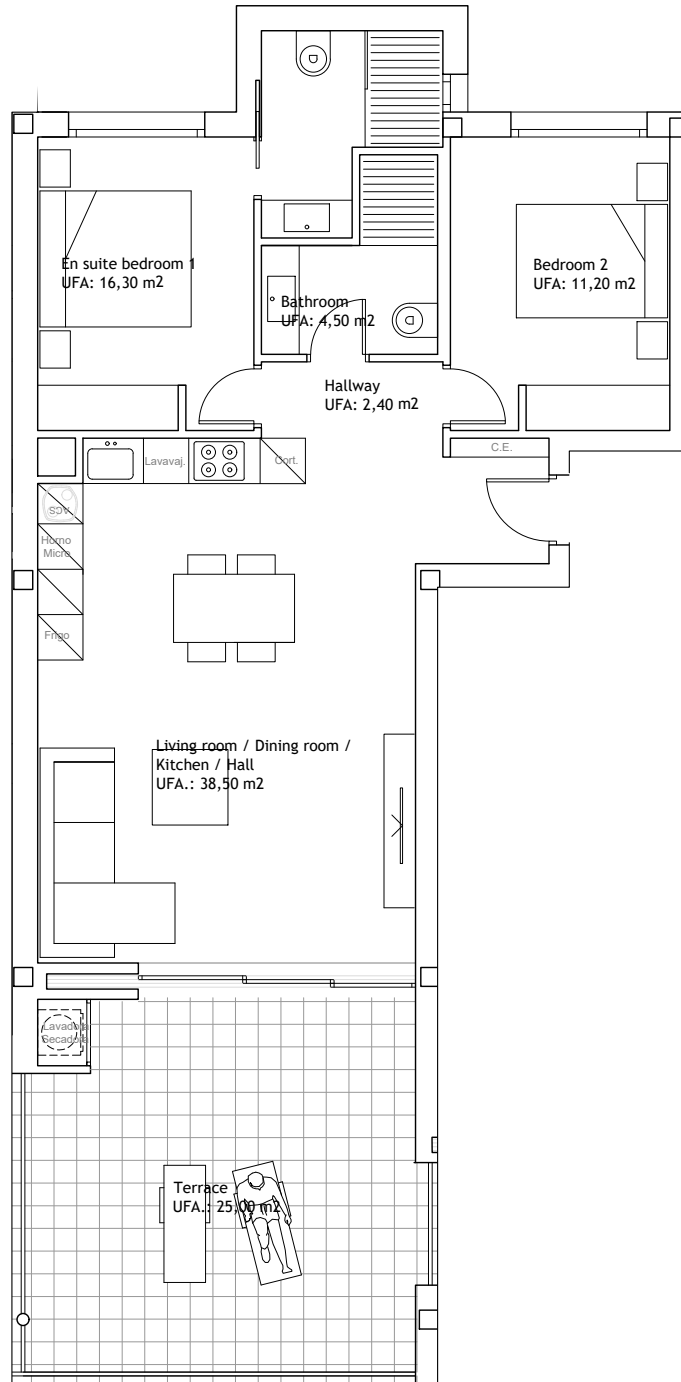 En suite bedroom 1
UFA: 16,30 m2
Bathroom
UFA: 4,50 m2
Bedroom 2
UFA: 11,20 m2
Hallway
UFA: 2,40 m2
Lavavaj.
Cort.
C.E.
ACS
Horno
Micro
Frigo
Living room / Dining room /
Kitchen / Hall
UFA.: 38,50 m2
Lavadora
Secadora
Terrace
UFA.: 25,00 m2